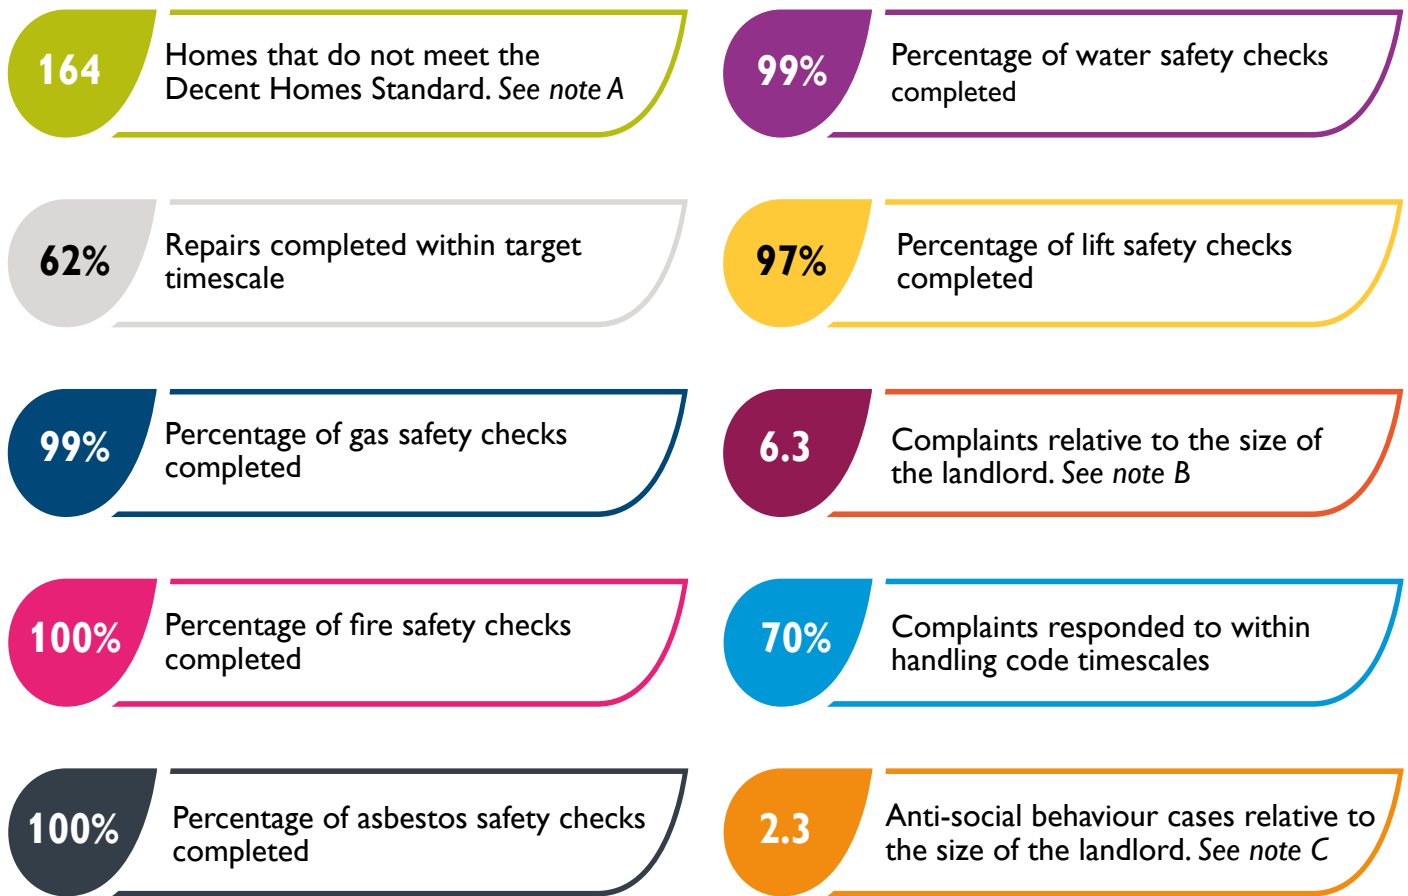 164
Homes that do not meet the
Decent Homes Standard. See note A
62%
Repairs completed within target
timescale
99%
Percentage of gas safety checks
completed
100%
Percentage of fire safety checks
completed
100%
Percentage of asbestos safety checks
completed
99%
Percentage of water safety checks
completed
97%
Percentage of lift safety checks
completed
6.3
Complaints relative to the size of
the landlord. See note B
70%
Complaints responded to within
handling code timescales
2.3
Anti-social behaviour cases relative to
the size of the landlord. See note C